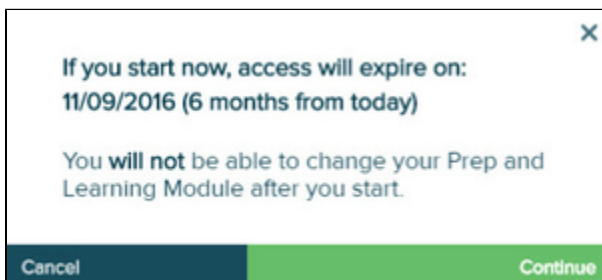 If you start now, access will expire on:
11/09/2016 (6 months from today)
You will not be able to change your Prep and
Learning Module after you start.
Cancel
Continue